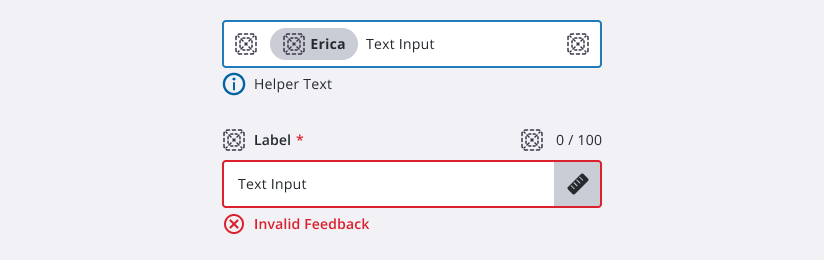 Erica Text Input
Helper Text
Label * 0 / 100
Text Input
Invalid Feedback